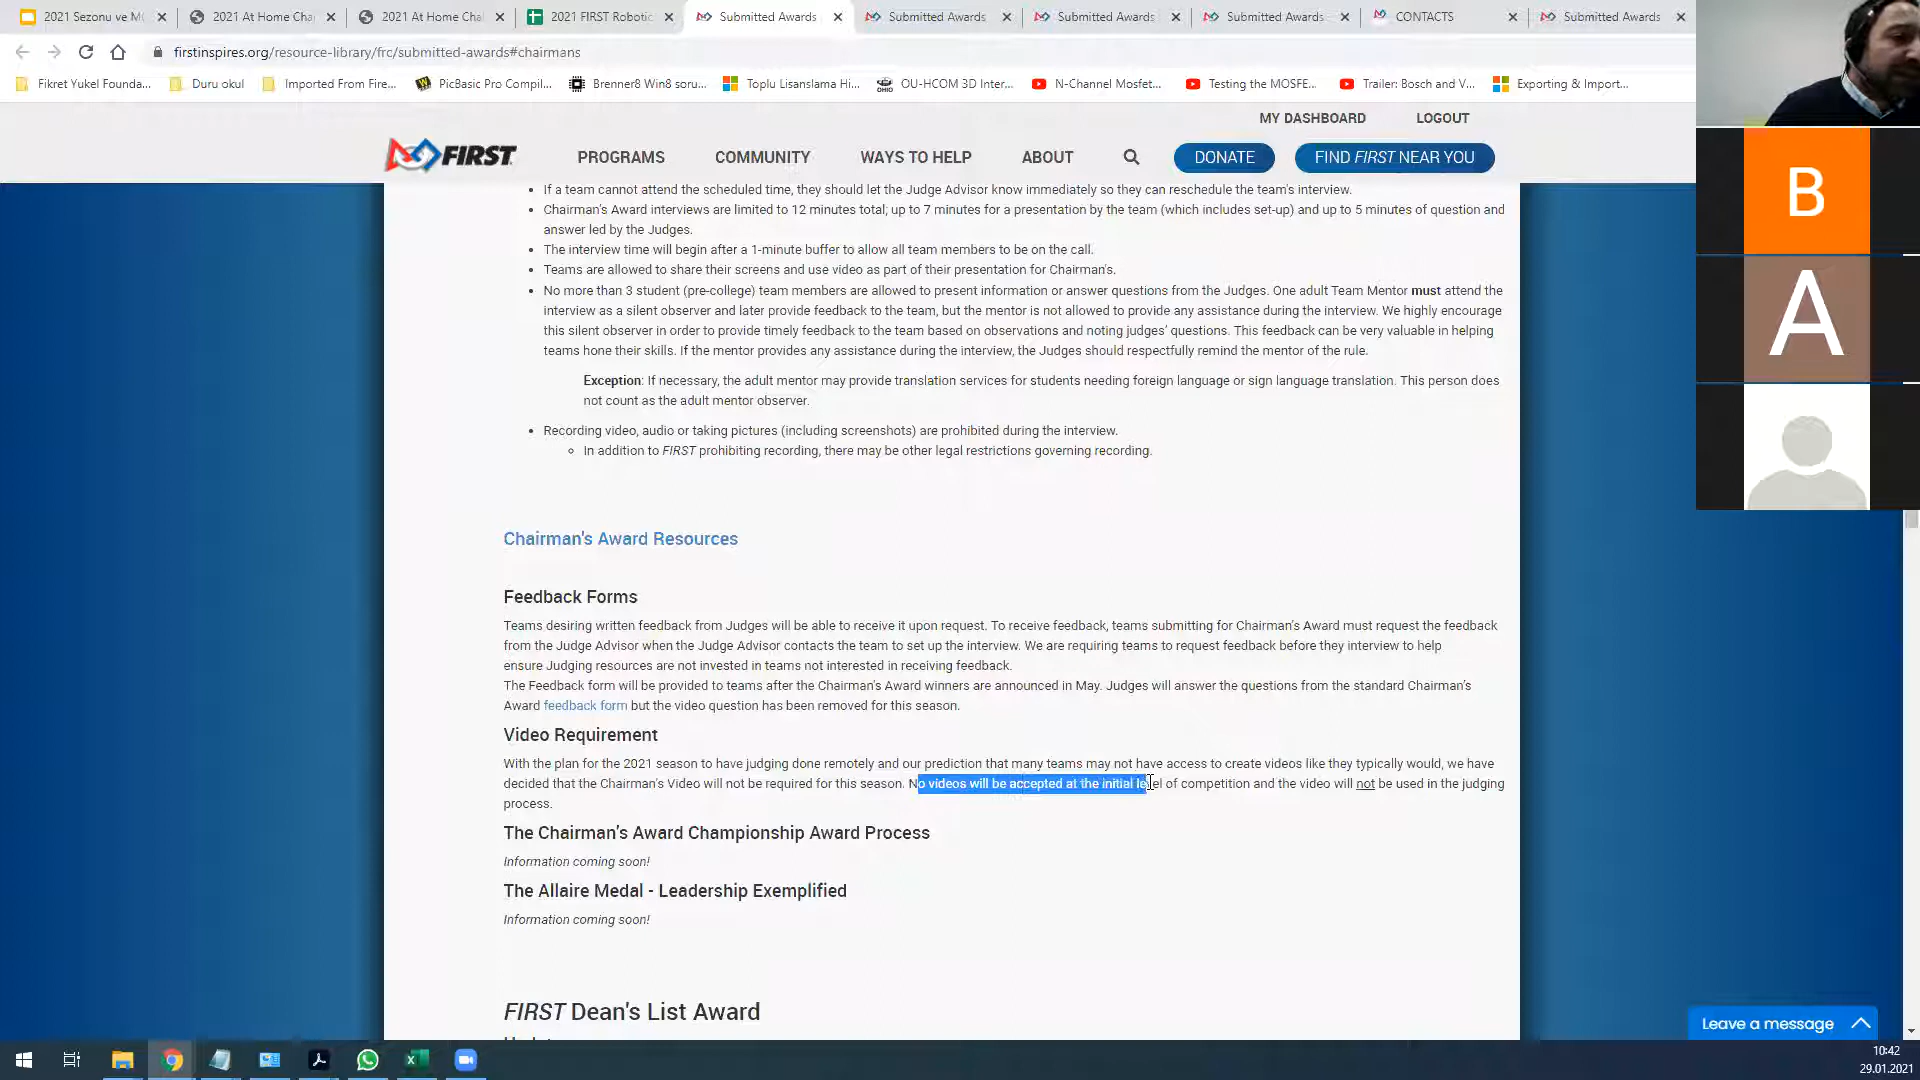 2021 Sezonu ve M
2021 At Home Cha
2021 At Home Chal
2021 FIRST Robotic
Submitted Awards
Submitted Awards
Submitted Awards
Submitted Awards
CONTACTS
Submitted Awards
firstinspires.org/resource-library/frc/submitted-awards#chairmans
Fikret Yukel Founda...
Duru okul
Imported From Fire...
PicBasic Pro Compil...
Brenner8 Win8 soru...
Toplu Lisanslama Hi...
OU-HCOM 3D Inter...
N-Channel Mosfet...
Testing the MOSFE...
Trailer: Bosch and V...
Exporting & Import...
MY DASHBOARD
LOGOUT
FIRST
PROGRAMS
COMMUNITY
WAYS TO HELP
ABOUT
DONATE
FIND FIRST NEAR YOU
B
A
• If a team cannot attend the scheduled time, they should let the Judge Advisor know immediately so they can reschedule the team's interview.
• Chairman's Award interviews are limited to 12 minutes total; up to 7 minutes for a presentation by the team (which includes set-up) and up to 5 minutes of question and
answer led by the Judges.
• The interview time will begin after a 1-minute buffer to allow all team members to be on the call.
• Teams are allowed to share their screens and use video as part of their presentation for Chairman's.
• No more than 3 student (pre-college) team members are allowed to present information or answer questions from the Judges. One adult Team Mentor must attend the
interview as a silent observer and later provide feedback to the team, but the mentor is not allowed to provide any assistance during the interview. We highly encourage
this silent observer in order to provide timely feedback to the team based on observations and noting judges' questions. This feedback can be very valuable in helping
teams hone their skills. If the mentor provides any assistance during the interview, the Judges should respectfully remind the mentor of the rule.
Exception: If necessary, the adult mentor may provide translation services for students needing foreign language or sign language translation. This person does
not count as the adult mentor observer.
• Recording video, audio or taking pictures (including screenshots) are prohibited during the interview.
◦ In addition to FIRST prohibiting recording, there may be other legal restrictions governing recording.
Chairman's Award Resources
Feedback Forms
Teams desiring written feedback from Judges will be able to receive it upon request. To receive feedback, teams submitting for Chairman's Award must request the feedback
from the Judge Advisor when the Judge Advisor contacts the team to set up the interview. We are requiring teams to request feedback before they interview to help
ensure Judging resources are not invested in teams not interested in receiving feedback.
The Feedback form will be provided to teams after the Chairman's Award winners are announced in May. Judges will answer the questions from the standard Chairman's
Award feedback form but the video question has been removed for this season.
Video Requirement
With the plan for the 2021 season to have judging done remotely and our prediction that many teams may not have access to create videos like they typically would, we have
decided that the Chairman's Video will not be required for this season. No videos will be accepted at the initial level of competition and the video will not be used in the judging
process.
The Chairman's Award Championship Award Process
Information coming soon!
The Allaire Medal - Leadership Exemplified
Information coming soon!
FIRST Dean's List Award
Leave a message
10:42
29.01.2021